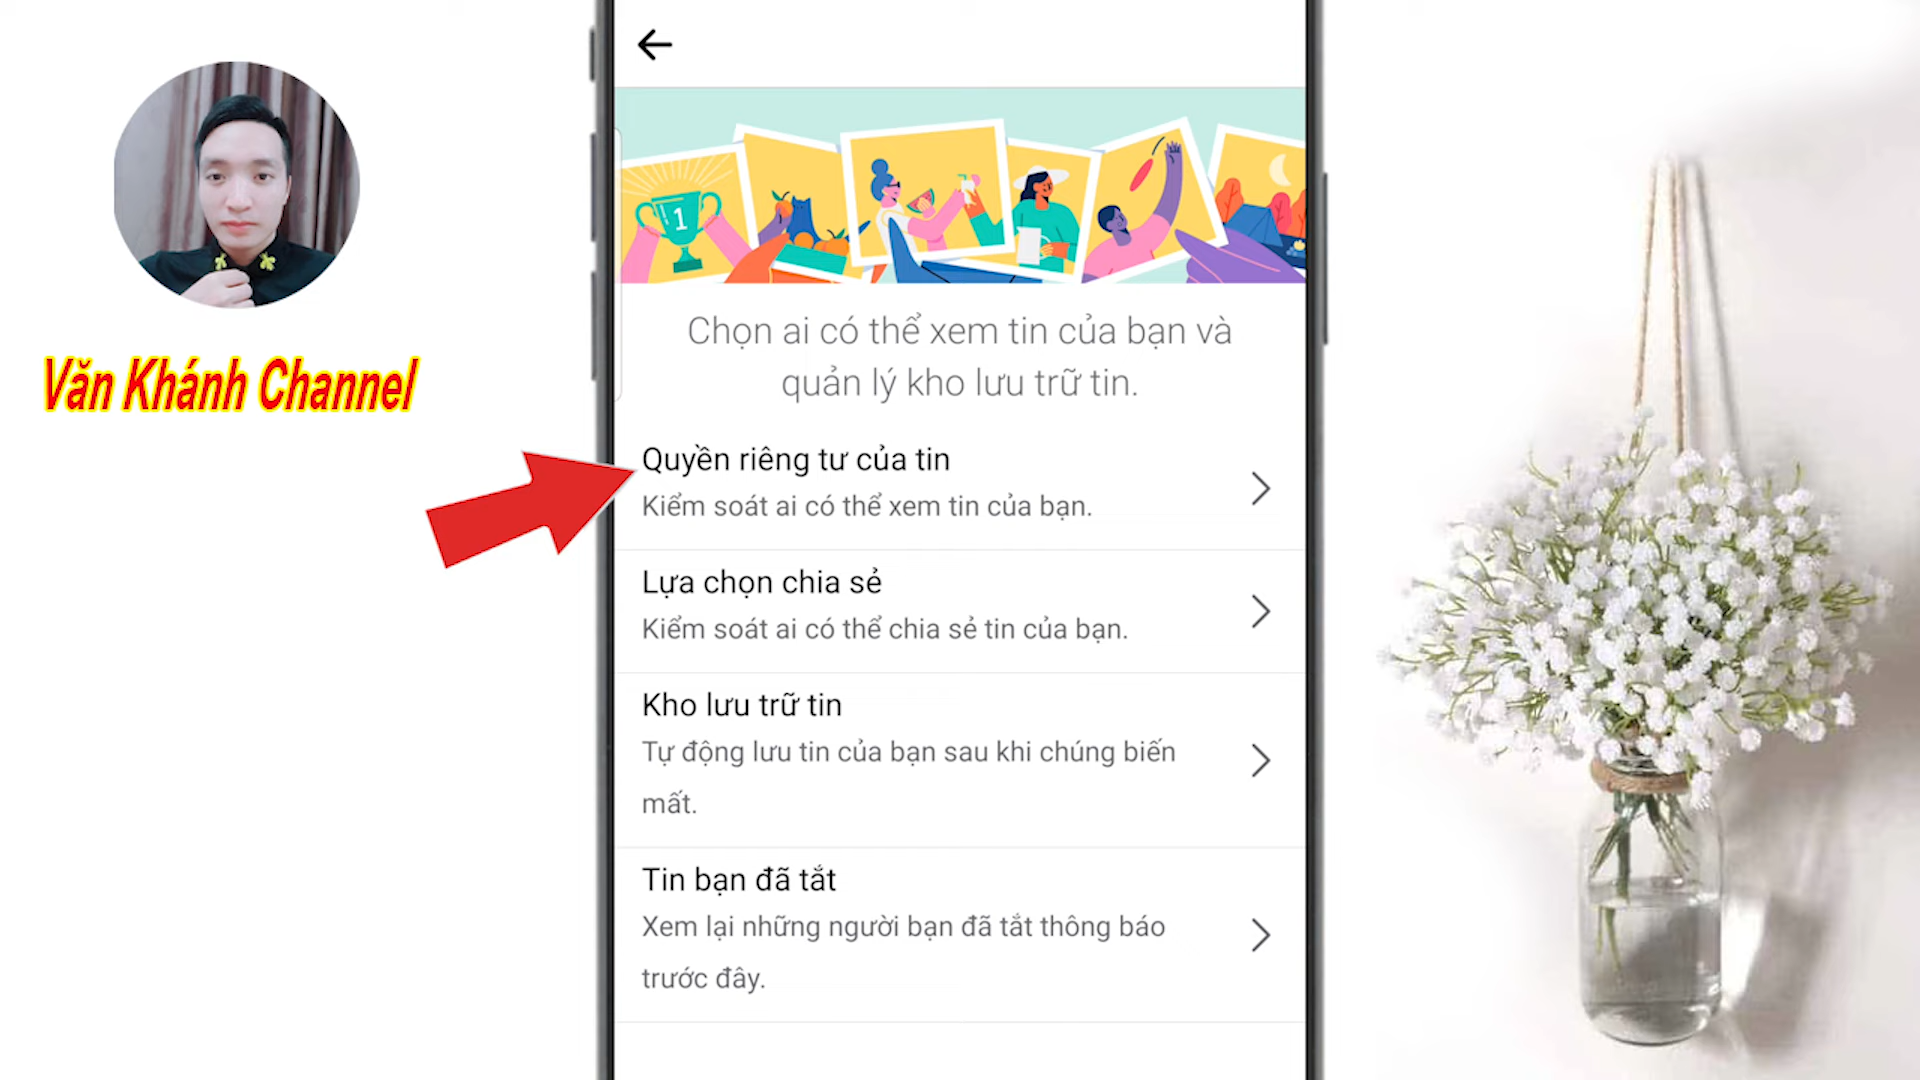 Văn Khánh Channel
1
Chọn ai có thể xem tin của bạn và
quản lý kho lưu trữ tin.
Quyền riêng tư của tin
Kiểm soát ai có thể xem tin của bạn.
Lựa chọn chia sẻ
Kiểm soát ai có thể chia sẻ tin của bạn.
Kho lưu trữ tin
Tự động lưu tin của bạn sau khi chúng biến
mất.
Tin bạn đã tắt
Xem lại những người bạn đã tắt thông báo
trước đây.